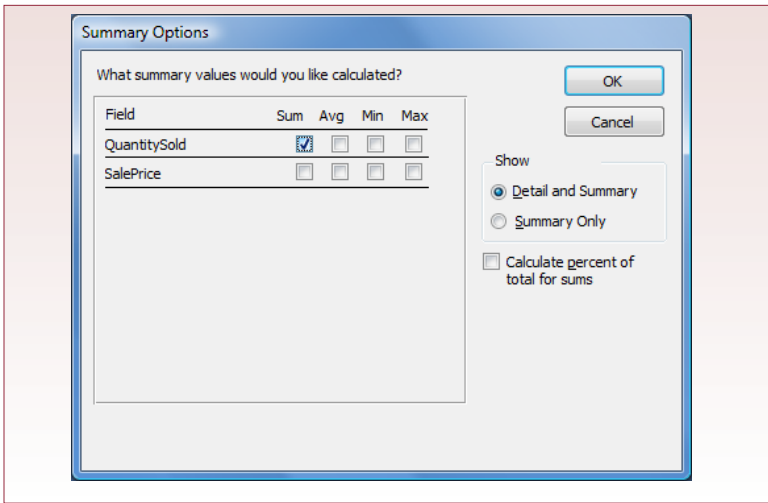 Summary Options
What summary values would you like calculated?
Field Sum Avg Min Max
QuantitySold
SalePrice
OK
Cancel
Show
Detail and Summary
Summary Only
Calculate percent of
total for sums